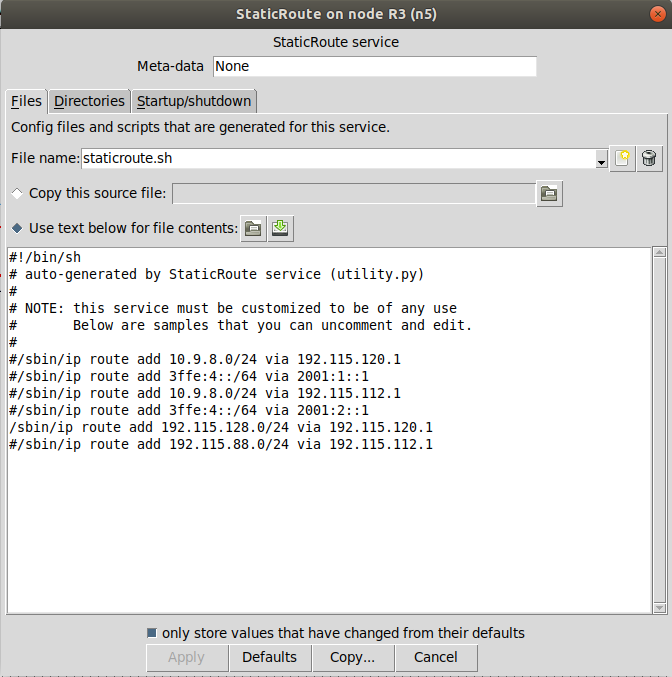 StaticRoute on node R3 (n5)
StaticRoute service
Meta-data None
Files Directories Startup/shutdown
Config files and scripts that are generated for this service.
File name: staticroute.sh
Copy this source file:
Use text below for file contents:
#!/bin/sh
# auto-generated by StaticRoute service (utility.py)
#
# NOTE: this service must be customized to be of any use
#       Below are samples that you can uncomment and edit.
#
#/sbin/ip route add 10.9.8.0/24 via 192.115.120.1
#/sbin/ip route add 3ffe:4::/64 via 2001:1::1
#/sbin/ip route add 10.9.8.0/24 via 192.115.112.1
#/sbin/ip route add 3ffe:4::/64 via 2001:2::1
/sbin/ip route add 192.115.128.0/24 via 192.115.120.1
#/sbin/ip route add 192.115.88.0/24 via 192.115.112.1
only store values that have changed from their defaults
Apply Defaults Copy... Cancel